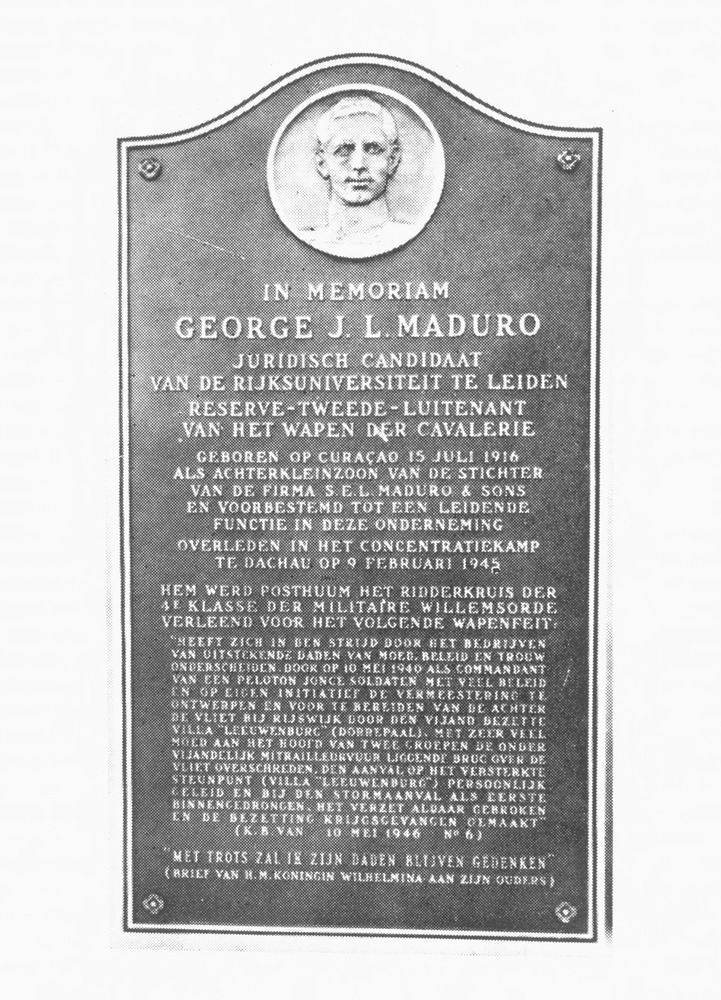 IN MEMORIAM
GEORGE J. L. MADURO
JURIDISCH CANDIDAAT
VAN DE RIJKSUNIVERSITEIT TE LEIDEN
RESERVE-TWEEDE-LUITENANT
VAN HET WAPEN DER CAVALERIE
GEBOREN OP CURAÇAO 15 JULI 1916
ALS ACHTERKLEINZOON VAN DE STICHTER
VAN DE FIRMA S.E.L. MADURO & SONS
EN VOORBESTEMD TOT EEN LEIDENDE
FUNCTIE IN DEZE ONDERNEMING
OVERLEDEN IN HET CONCENTRATIEKAMP
TE DACHAU OP 9 FEBRUARI 1945
HEM WERD POSTHUUM HET RIDDERKRUIS DER
4E KLASSE DER MILITAIRE WILLEMSORDE
VERLEEND VOOR HET VOLGENDE WAPENFEIT:
"HEEFT ZICH IN DEN STRIJD DOOR HET BEDRIJVEN
VAN UITSTEKENDE DADEN VAN MOED, BELEID EN TROUW
ONDERSCHEIDEN, DOOR OP 10 MEI 1940 ALS COMMANDANT
VAN EEN PELOTON JONGE SOLDATEN MET VEEL BELEID
EN OP EIGEN INITIATIEF DE VERMEESTERING TE
ONTWERPEN EN VOOR TE BEREIDEN VAN DE ACHTER
DE VLIET BIJ RIJSWIJK DOOR DEN VIJAND BEZETTE
VILLA "LEEUWENBURG" (DORREPAAL), MET ZEER VEEL
MOED AAN HET HOOFD VAN TWEE GROEPEN DE ONDER
VIJANDELIJK MITRAILLEURVUUR LIGGENDE BRUG OVER DE
VLIET OVERSCHREDEN, DEN AANVAL OP HET VERSTERKTE
STEUNPUNT (VILLA "LEEUWENBURG") PERSOONLIJK
GELEID EN BIJ DEN STORMAANVAL ALS EERSTE
BINNENGEDRONGEN, HET VERZET ALDAAR GEBROKEN
EN DE BEZETTING KRIJGSGEVANGEN GEMAAKT"
(K.B. VAN 10 MEI 1946 No 6)
"MET TROTS ZAL IK ZIJN DADEN BLIJVEN GEDENKEN"
(BRIEF VAN H.M. KONINGIN WILHELMINA AAN ZIJN OUDERS)